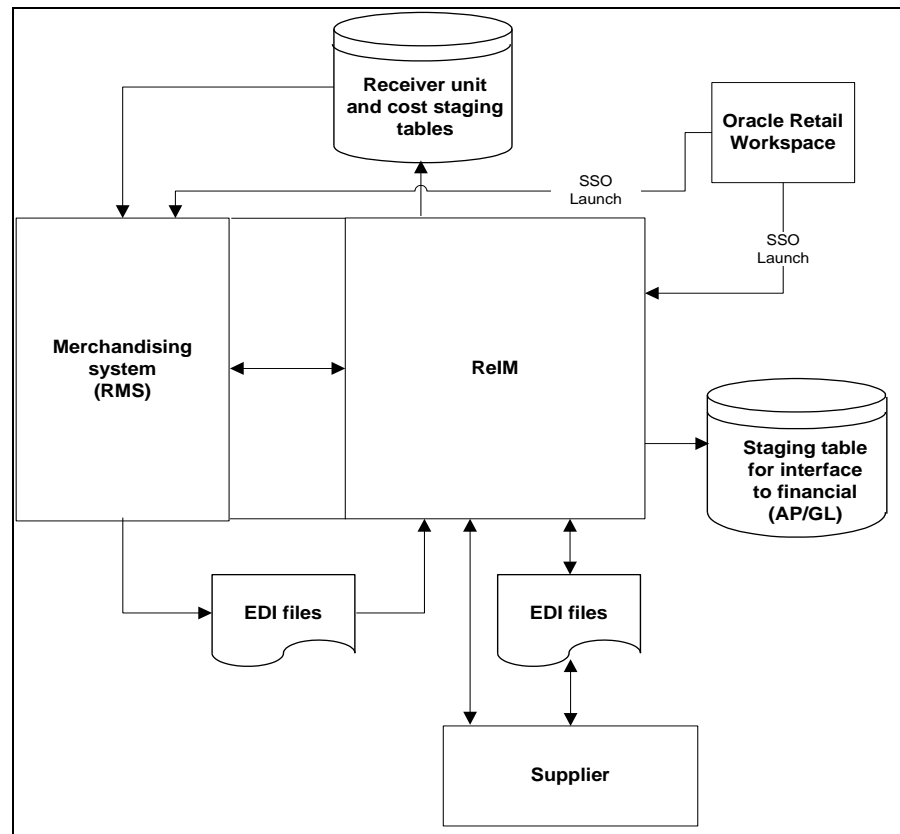 Receiver unit
and cost staging
tables
Oracle Retail
Workspace
SSO
Launch
SSO
Launch
Merchandising
system
(RMS)
ReIM
Staging table
for interface
to financial
(AP/GL)
EDI files
EDI files
Supplier